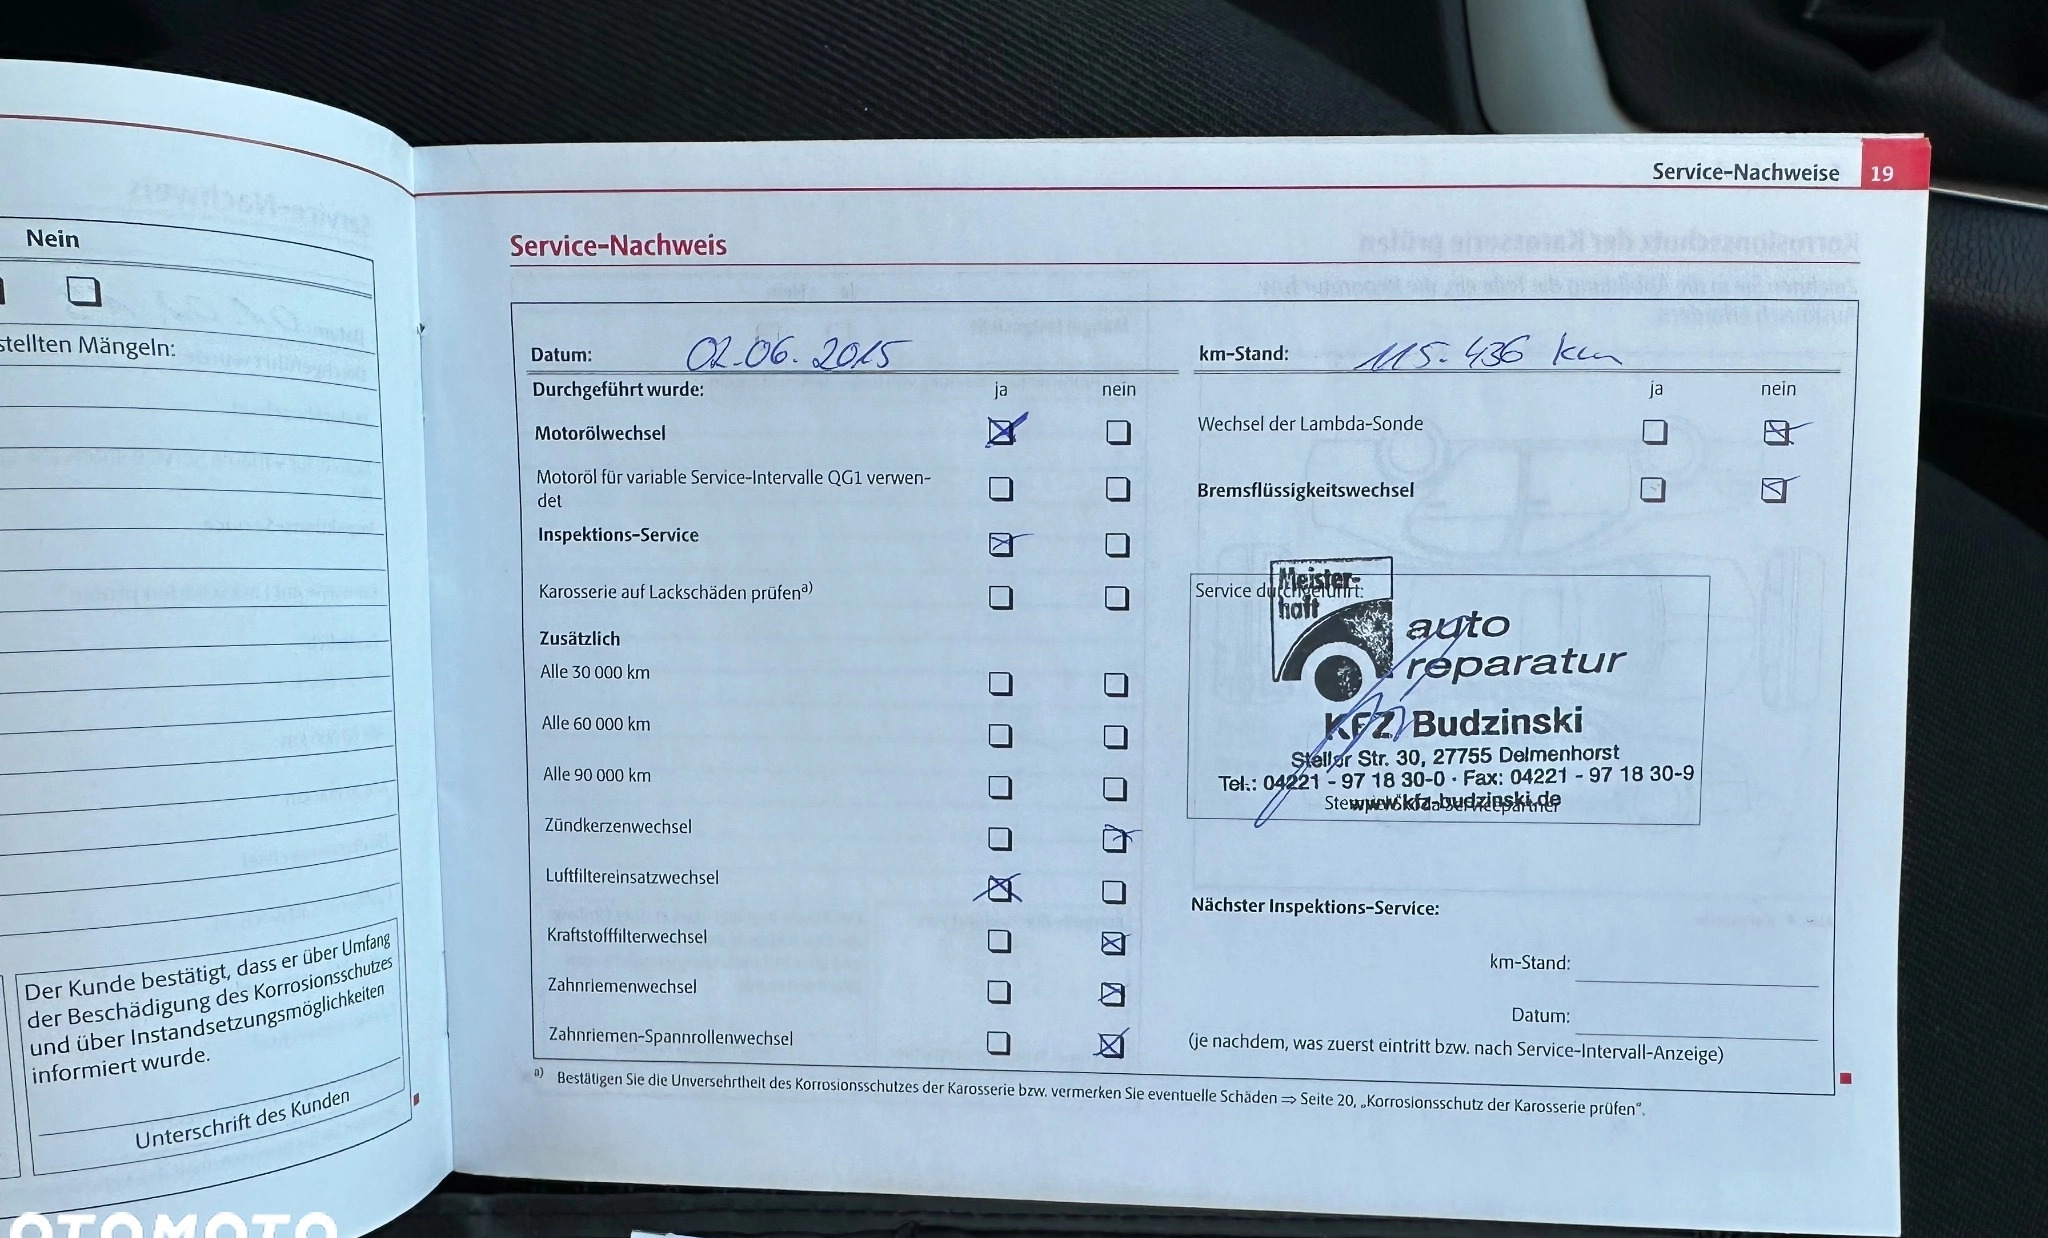 Nein
stellten Mängeln:
Der Kunde bestätigt, dass er über Umfang
der Beschädigung des Korrosionsschutzes
und über Instandsetzungsmöglichkeiten
informiert wurde.
Unterschrift des Kunden
Service-Nachweise 19
Service-Nachweis
Datum: 02.06.2015
km-Stand: 115.436 km
Durchgeführt wurde: ja nein
Motorölwechsel
Motoröl für variable Service-Intervalle QG1 verwen-
det
Inspektions-Service
Karosserie auf Lackschäden prüfen a)
Zusätzlich
Alle 30 000 km
Alle 60 000 km
Alle 90 000 km
Zündkerzenwechsel
Luftfiltereinsatzwechsel
Kraftstofffilterwechsel
Zahnriemenwechsel
Zahnriemen-Spannrollenwechsel
ja nein
Wechsel der Lambda-Sonde
Bremsflüssigkeitswechsel
Service durchgeführt:
Meister-
haft
auto
reparatur
KFZ Budzinski
Steller Str. 30, 27755 Delmenhorst
Tel.: 04221 - 97 18 30-0 · Fax: 04221 - 97 18 30-9
www.kfz-budzinski.de
Nächster Inspektions-Service:
km-Stand:
Datum:
(je nachdem, was zuerst eintritt bzw. nach Service-Intervall-Anzeige)
a) Bestätigen Sie die Unversehrtheit des Korrosionsschutzes der Karosserie bzw. vermerken Sie eventuelle Schäden ⇒ Seite 20, „Korrosionsschutz der Karosserie prüfen“.
OTOMOTO